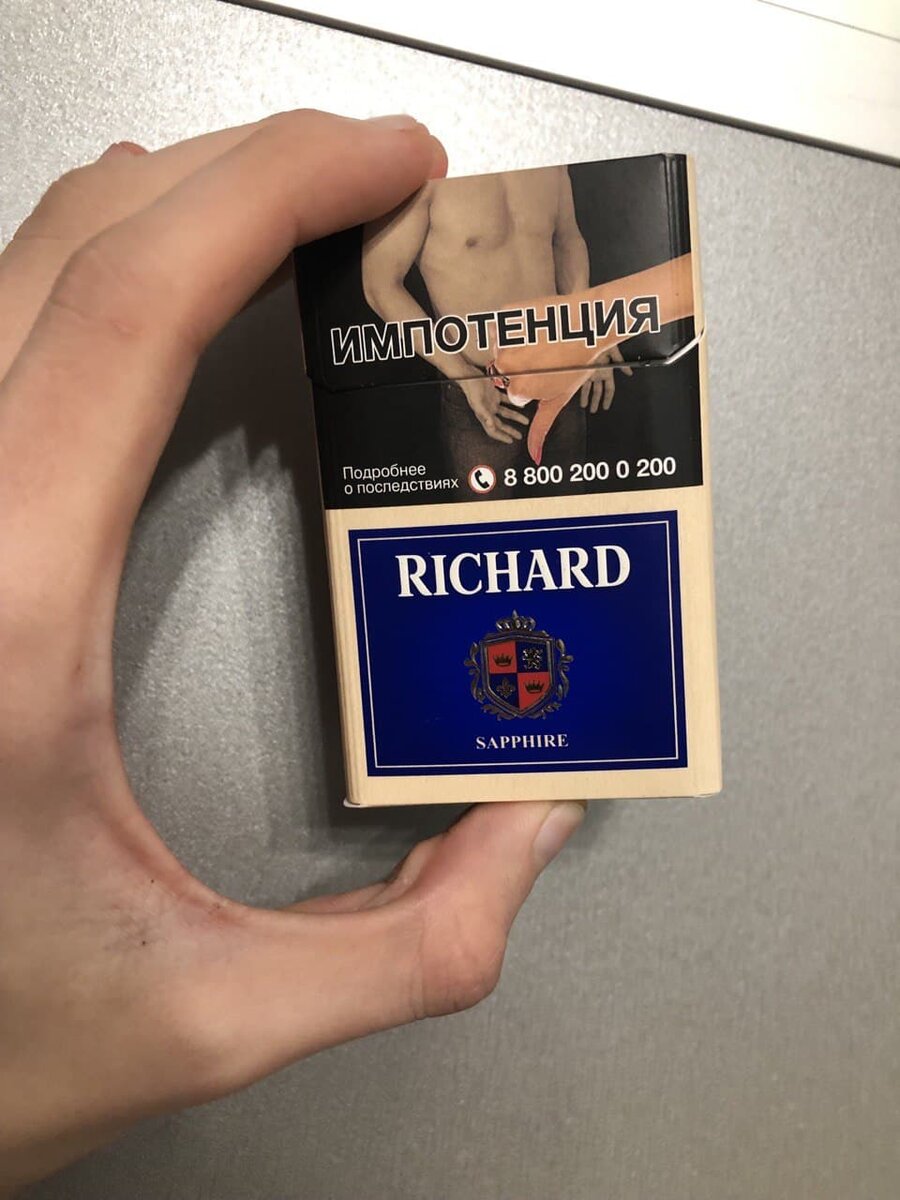 ИМПОТЕНЦИЯ
Подробнее
о последствиях 8 800 200 0 200
RICHARD
SAPPHIRE